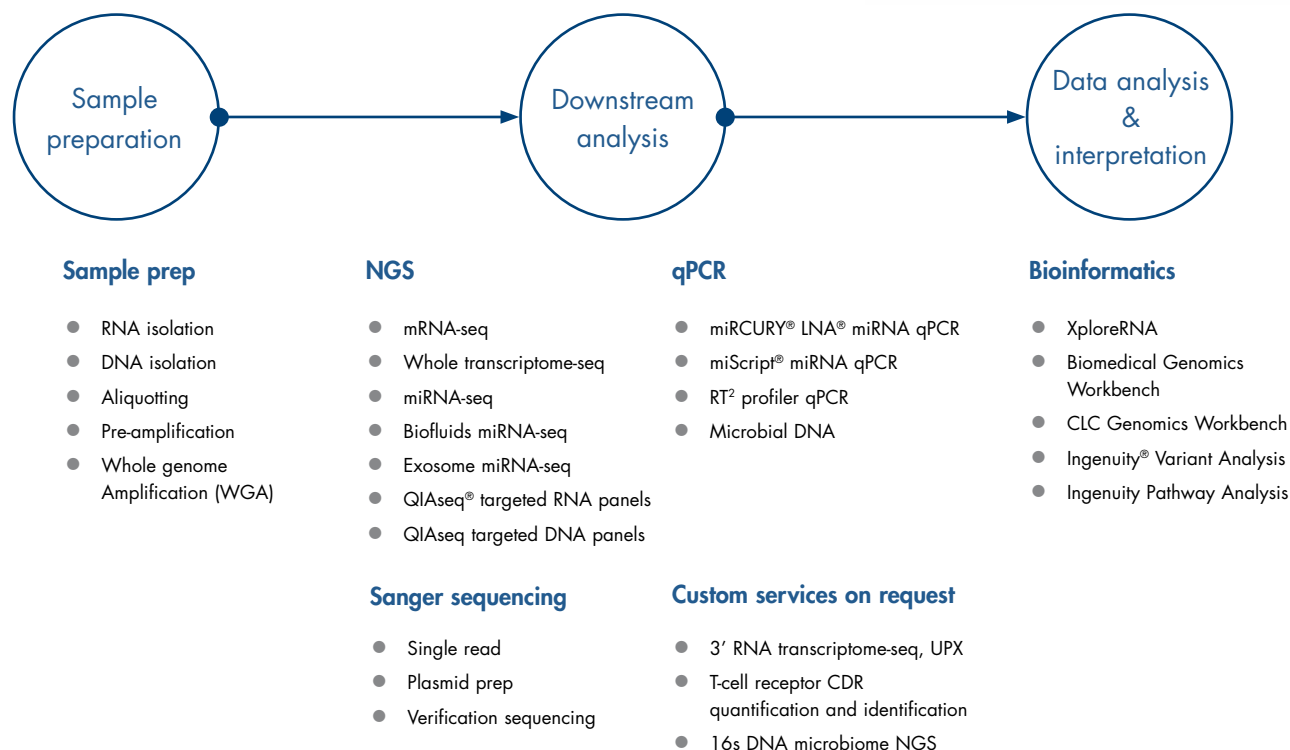 Sample
preparation
Downstream
analysis
Data analysis
&
interpretation
Sample prep
RNA isolation
DNA isolation
Aliquotting
Pre-amplification
Whole genome
Amplification (WGA)
NGS
mRNA-seq
Whole transcriptome-seq
miRNA-seq
Biofluids miRNA-seq
Exosome miRNA-seq
QIAseq® targeted RNA panels
QIAseq targeted DNA panels
qPCR
miRCURY® LNA® miRNA qPCR
miScript® miRNA qPCR
RT² profiler qPCR
Microbial DNA
Bioinformatics
XploreRNA
Biomedical Genomics
Workbench
CLC Genomics Workbench
Ingenuity® Variant Analysis
Ingenuity Pathway Analysis
Sanger sequencing
Single read
Plasmid prep
Verification sequencing
Custom services on request
3’ RNA transcriptome-seq, UPX
T-cell receptor CDR
quantification and identification
16s DNA microbiome NGS